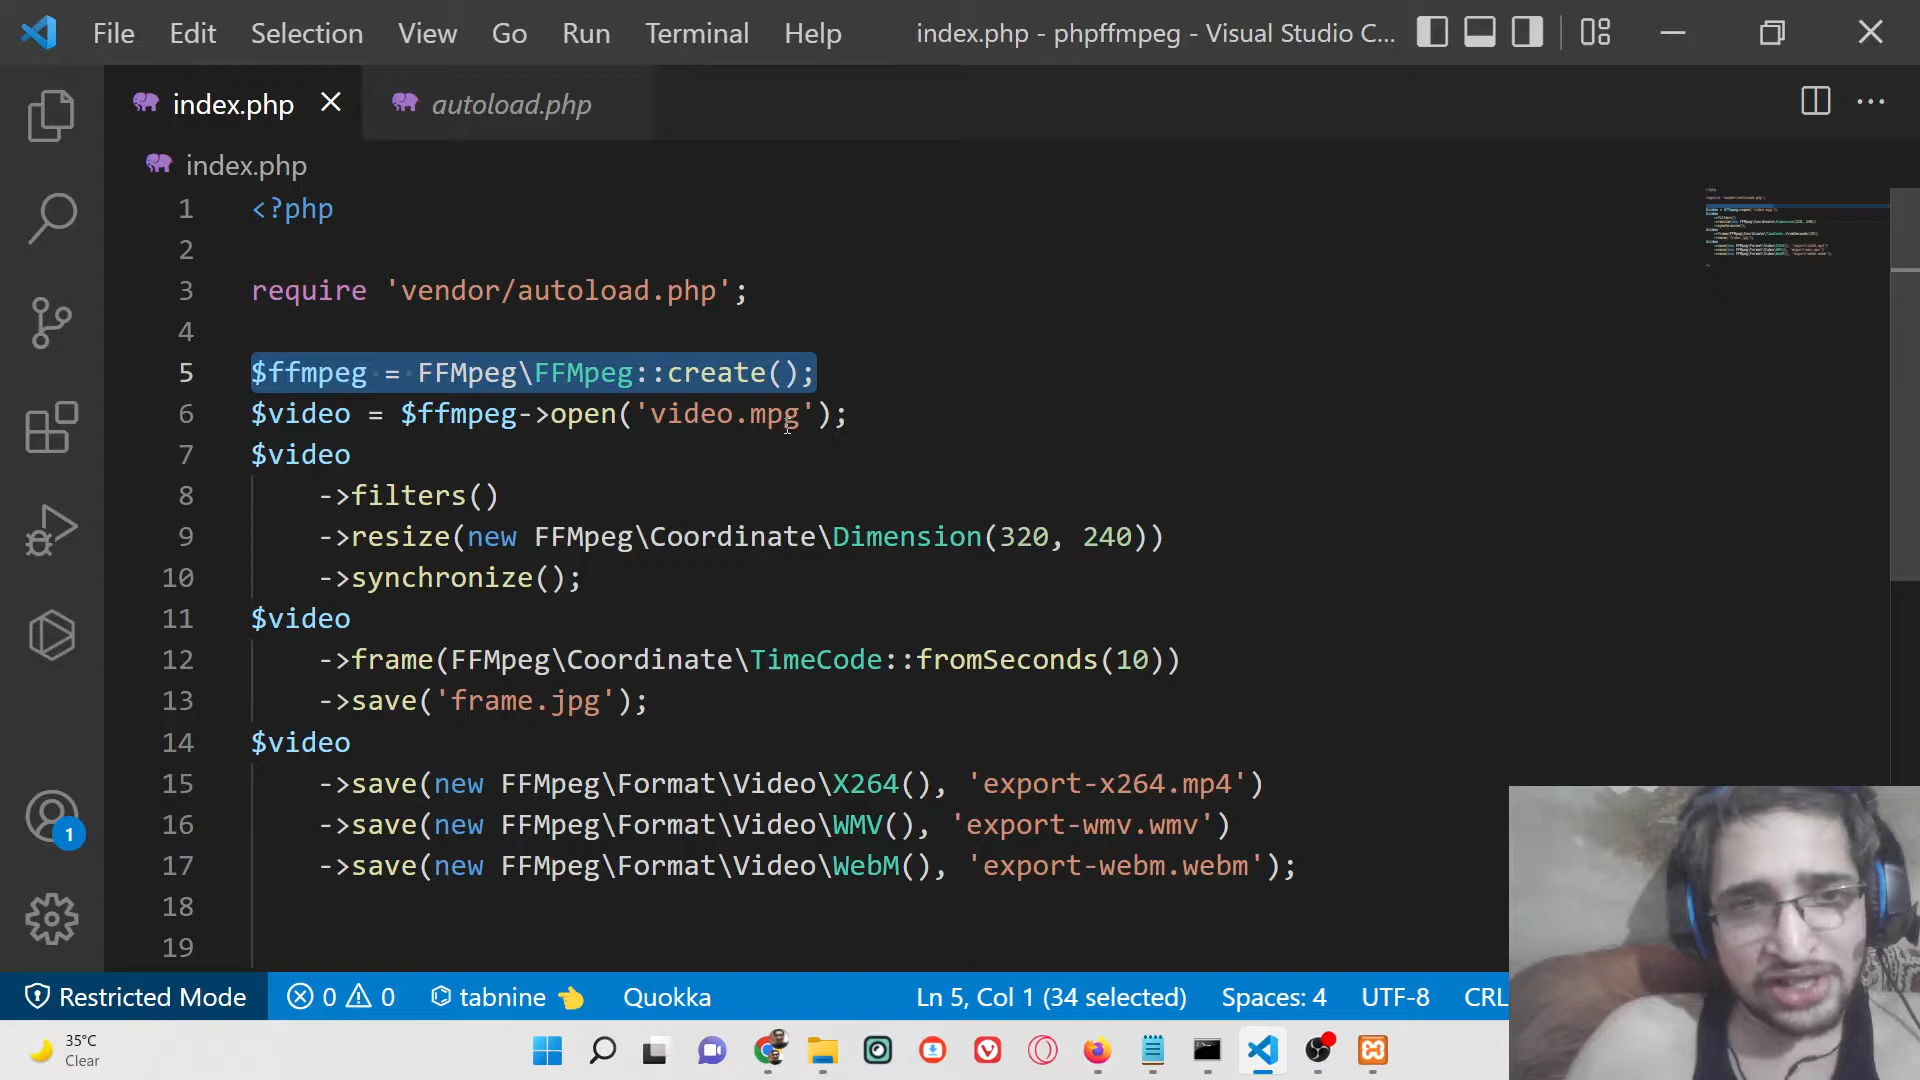 File Edit Selection View Go Run Terminal Help index.php - phpffmpeg - Visual Studio C...
index.php autoload.php
index.php
1 <?php
2
3 require 'vendor/autoload.php';
4
5 $ffmpeg = FFMpeg\FFMpeg::create();
6 $video = $ffmpeg->open('video.mpg');
7 $video
8 ->filters()
9 ->resize(new FFMpeg\Coordinate\Dimension(320, 240))
10 ->synchronize();
11 $video
12 ->frame(FFMpeg\Coordinate\TimeCode::fromSeconds(10))
13 ->save('frame.jpg');
14 $video
15 ->save(new FFMpeg\Format\Video\X264(), 'export-x264.mp4')
16 ->save(new FFMpeg\Format\Video\WMV(), 'export-wmv.wmv')
17 ->save(new FFMpeg\Format\Video\WebM(), 'export-webm.webm');
18
19
1
Restricted Mode 0 0 tabnine Quokka Ln 5, Col 1 (34 selected) Spaces: 4 UTF-8 CRL
35°C
Clear